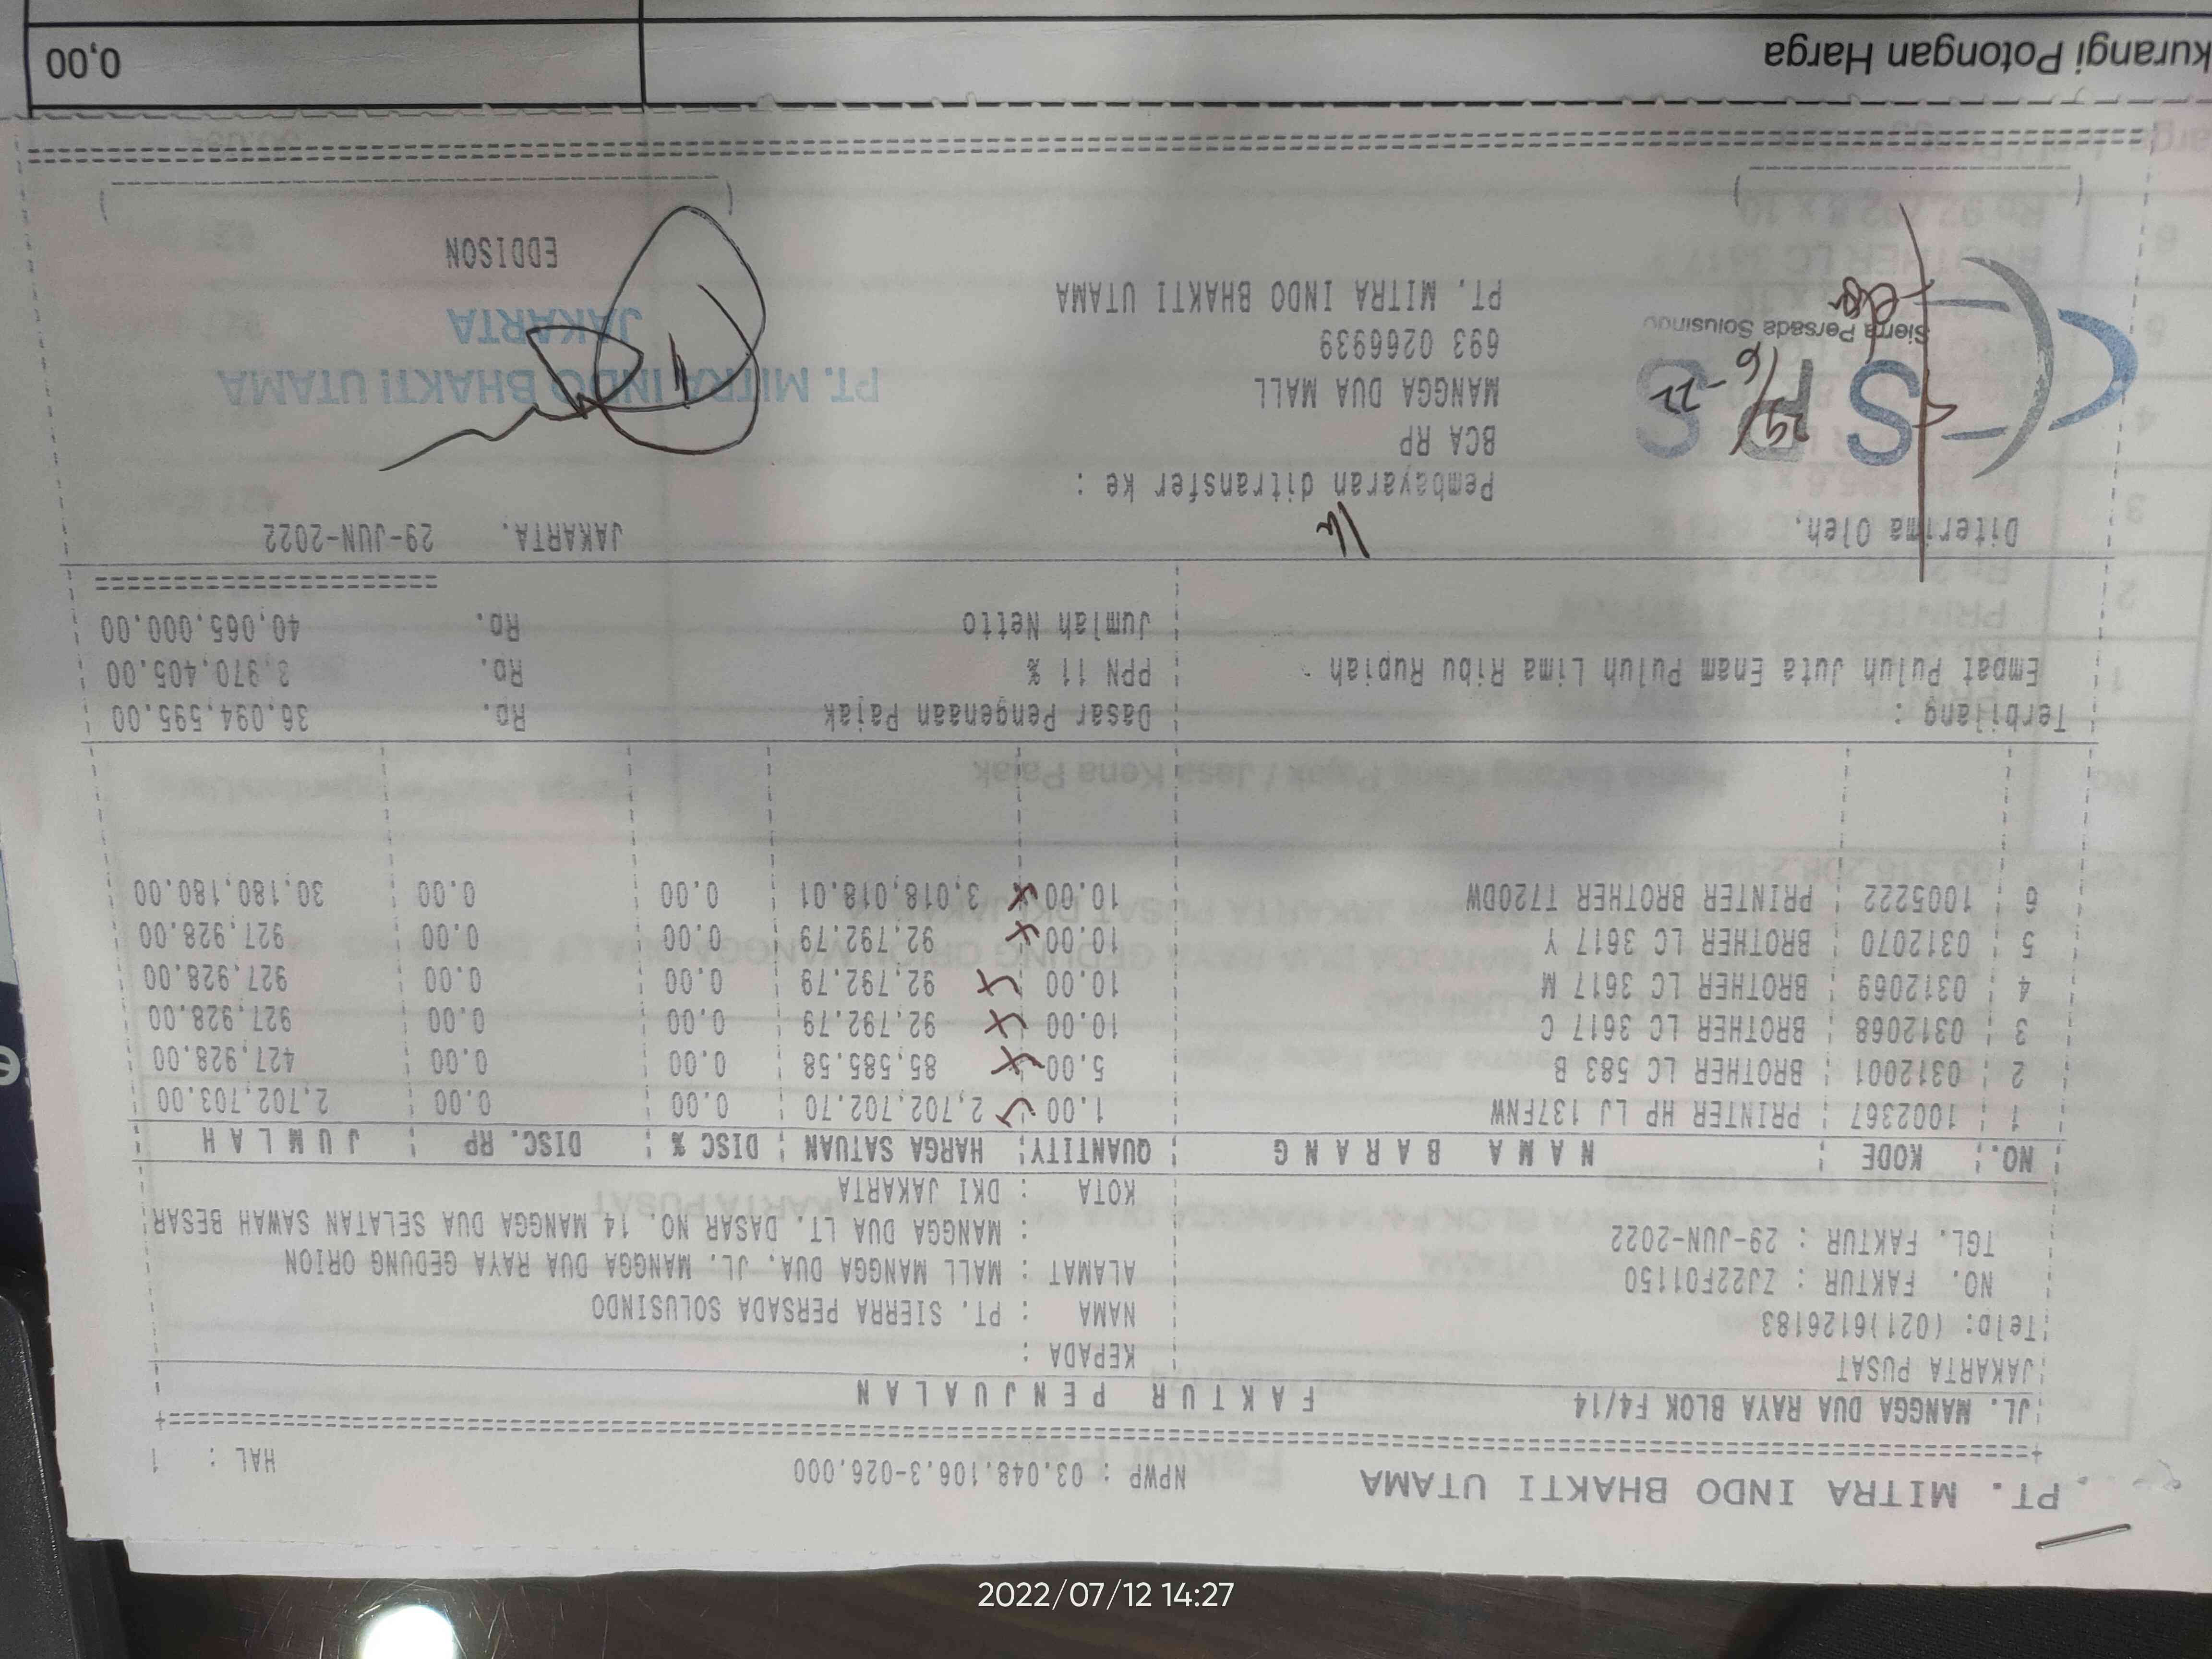 PT. MITRA INDO BHAKTI UTAMA NPWP : 03.048.106.3-026.000 HAL : 1
JL. MANGGA DUA RAYA BLOK F4/14 FAKTUR PENJUALAN
JAKARTA PUSAT KEPADA :
Telp: (021)6126183 NAMA : PT. SIERRA PERSADA SOLUSINDO
NO. FAKTUR : ZJ22F01150 ALAMAT : MALL MANGGA DUA, JL. MANGGA DUA RAYA GEDUNG ORION
TGL. FAKTUR : 29-JUN-2022 : MANGGA DUA LT. DASAR NO. 14 MANGGA DUA SELATAN SAWAH BESAR
KOTA : DKI JAKARTA
NO. KODE NAMA BARANG QUANTITY HARGA SATUAN DISC % DISC. RP JUMLAH
1 1002367 PRINTER HP LJ 137FNW 1.00 2,702,702.70 0.00 0.00 2,702,703.00
2 0312001 BROTHER LC 583 B 5.00 85,585.58 0.00 0.00 427,928.00
3 0312068 BROTHER LC 3617 C 10.00 92,792.79 0.00 0.00 927,928.00
4 0312069 BROTHER LC 3617 M 10.00 92,792.79 0.00 0.00 927,928.00
5 0312070 BROTHER LC 3617 Y 10.00 92,792.79 0.00 0.00 927,928.00
6 1005222 PRINTER BROTHER T720DW 10.00 3,018,018.01 0.00 0.00 30,180,180.00
Terbilang : Dasar Pengenaan Pajak Rp. 36,094,595.00
Empat Puluh Juta Enam Puluh Lima Ribu Rupiah PPN 11 % Rp. 3,970,405.00
Jumlah Netto Rp. 40,065,000.00
Diterima Oleh, JAKARTA, 29-JUN-2022
Pembayaran ditransfer ke :
BCA RP
MANGGA DUA MALL
693 0266939
PT. MITRA INDO BHAKTI UTAMA
SPS
Sierra Persada Solusindo
29/6-22
PT. MITRA INDO BHAKTI UTAMA
JAKARTA
EDDISON
kurangi Potongan Harga 0,00
2022/07/12 14:27